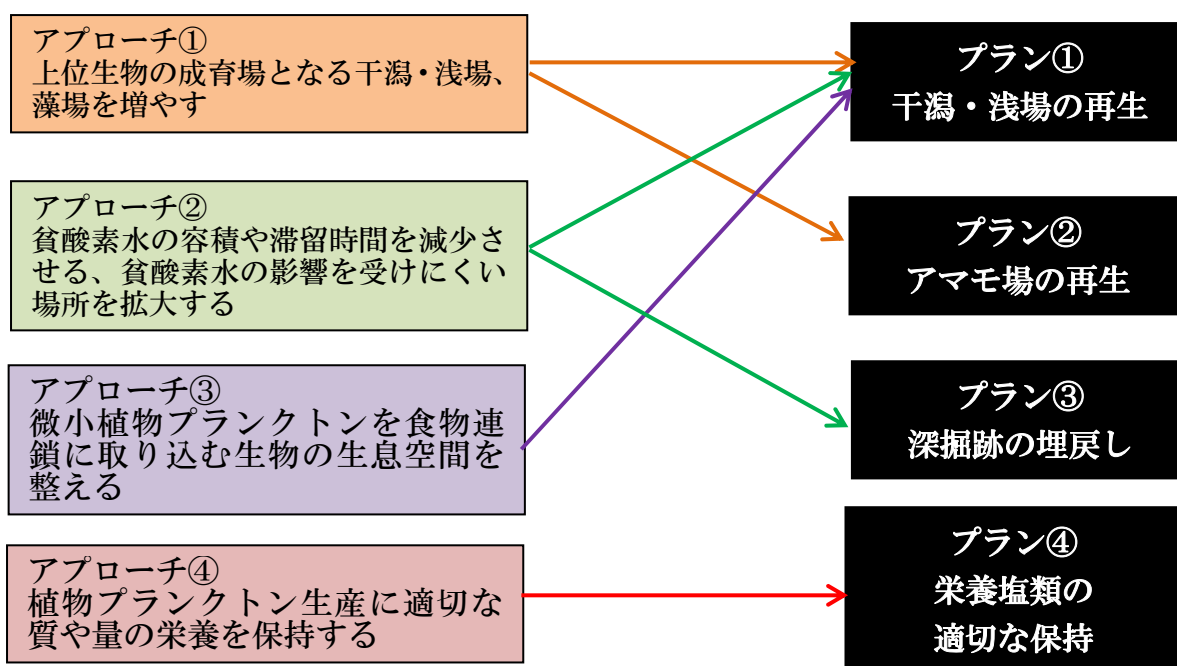 アプローチ①
上位生物の成育場となる干潟・浅場、
藻場を増やす
アプローチ②
貧酸素水の容積や滞留時間を減少さ
せる、貧酸素水の影響を受けにくい
場所を拡大する
アプローチ③
微小植物プランクトンを食物連
鎖に取り込む生物の生息空間を
整える
アプローチ④
植物プランクトン生産に適切な
質や量の栄養を保持する
プラン①
干潟・浅場の再生
プラン②
アマモ場の再生
プラン③
深掘跡の埋戻し
プラン④
栄養塩類の
適切な保持